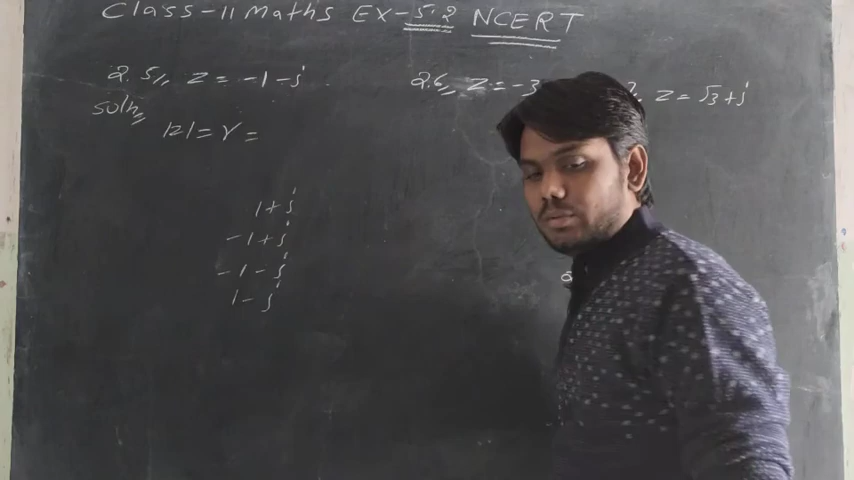 Class-11 Maths Ex-5.2 NCERT
Q.5, z = -1-i
Q.6, z = -3
z = √3+i
Soln,
|z| = r =
1+i
-1+i
-1-i
1-i